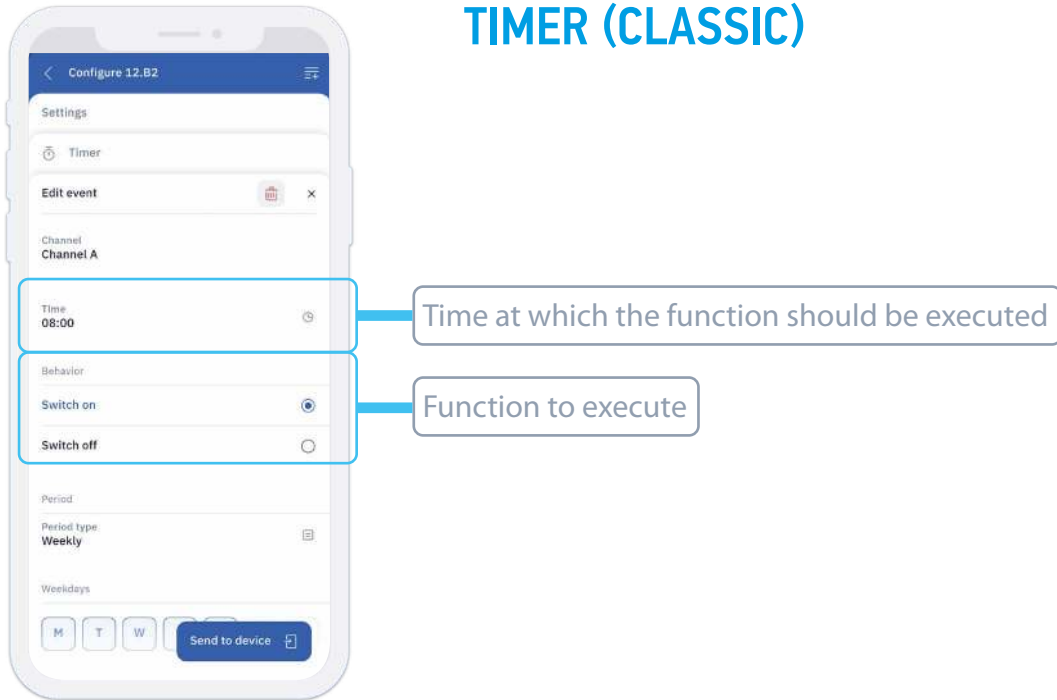 TIMER (CLASSIC)
Configure 12.B2
Settings
Timer
Edit event
Channel
Channel A
Time
08:00
Time at which the function should be executed
Behavior
Switch on
Function to execute
Switch off
Period
Period type
Weekly
Weekdays
M T W
Send to device